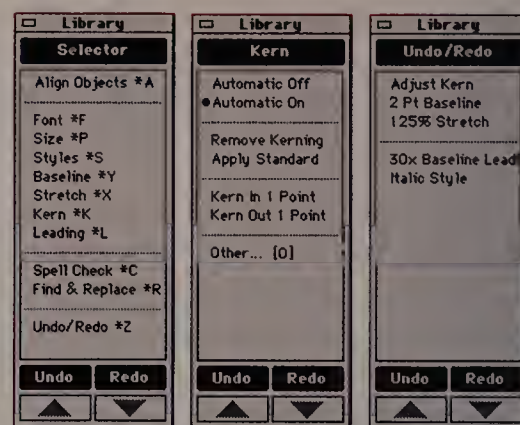 Library
Selector
Align Objects *A
Font *F
Size *P
Styles *S
Baseline *Y
Stretch *X
Kern *K
Leading *L
Spell Check *C
Find & Replace *R
Undo/Redo *Z
Undo Redo
Library
Kern
Automatic Off
●Automatic On
Remove Kerning
Apply Standard
Kern In 1 Point
Kern Out 1 Point
Other... [0]
Undo Redo
Library
Undo/Redo
Adjust Kern
2 Pt Baseline
125% Stretch
30x Baseline Lead
Italic Style
Undo Redo